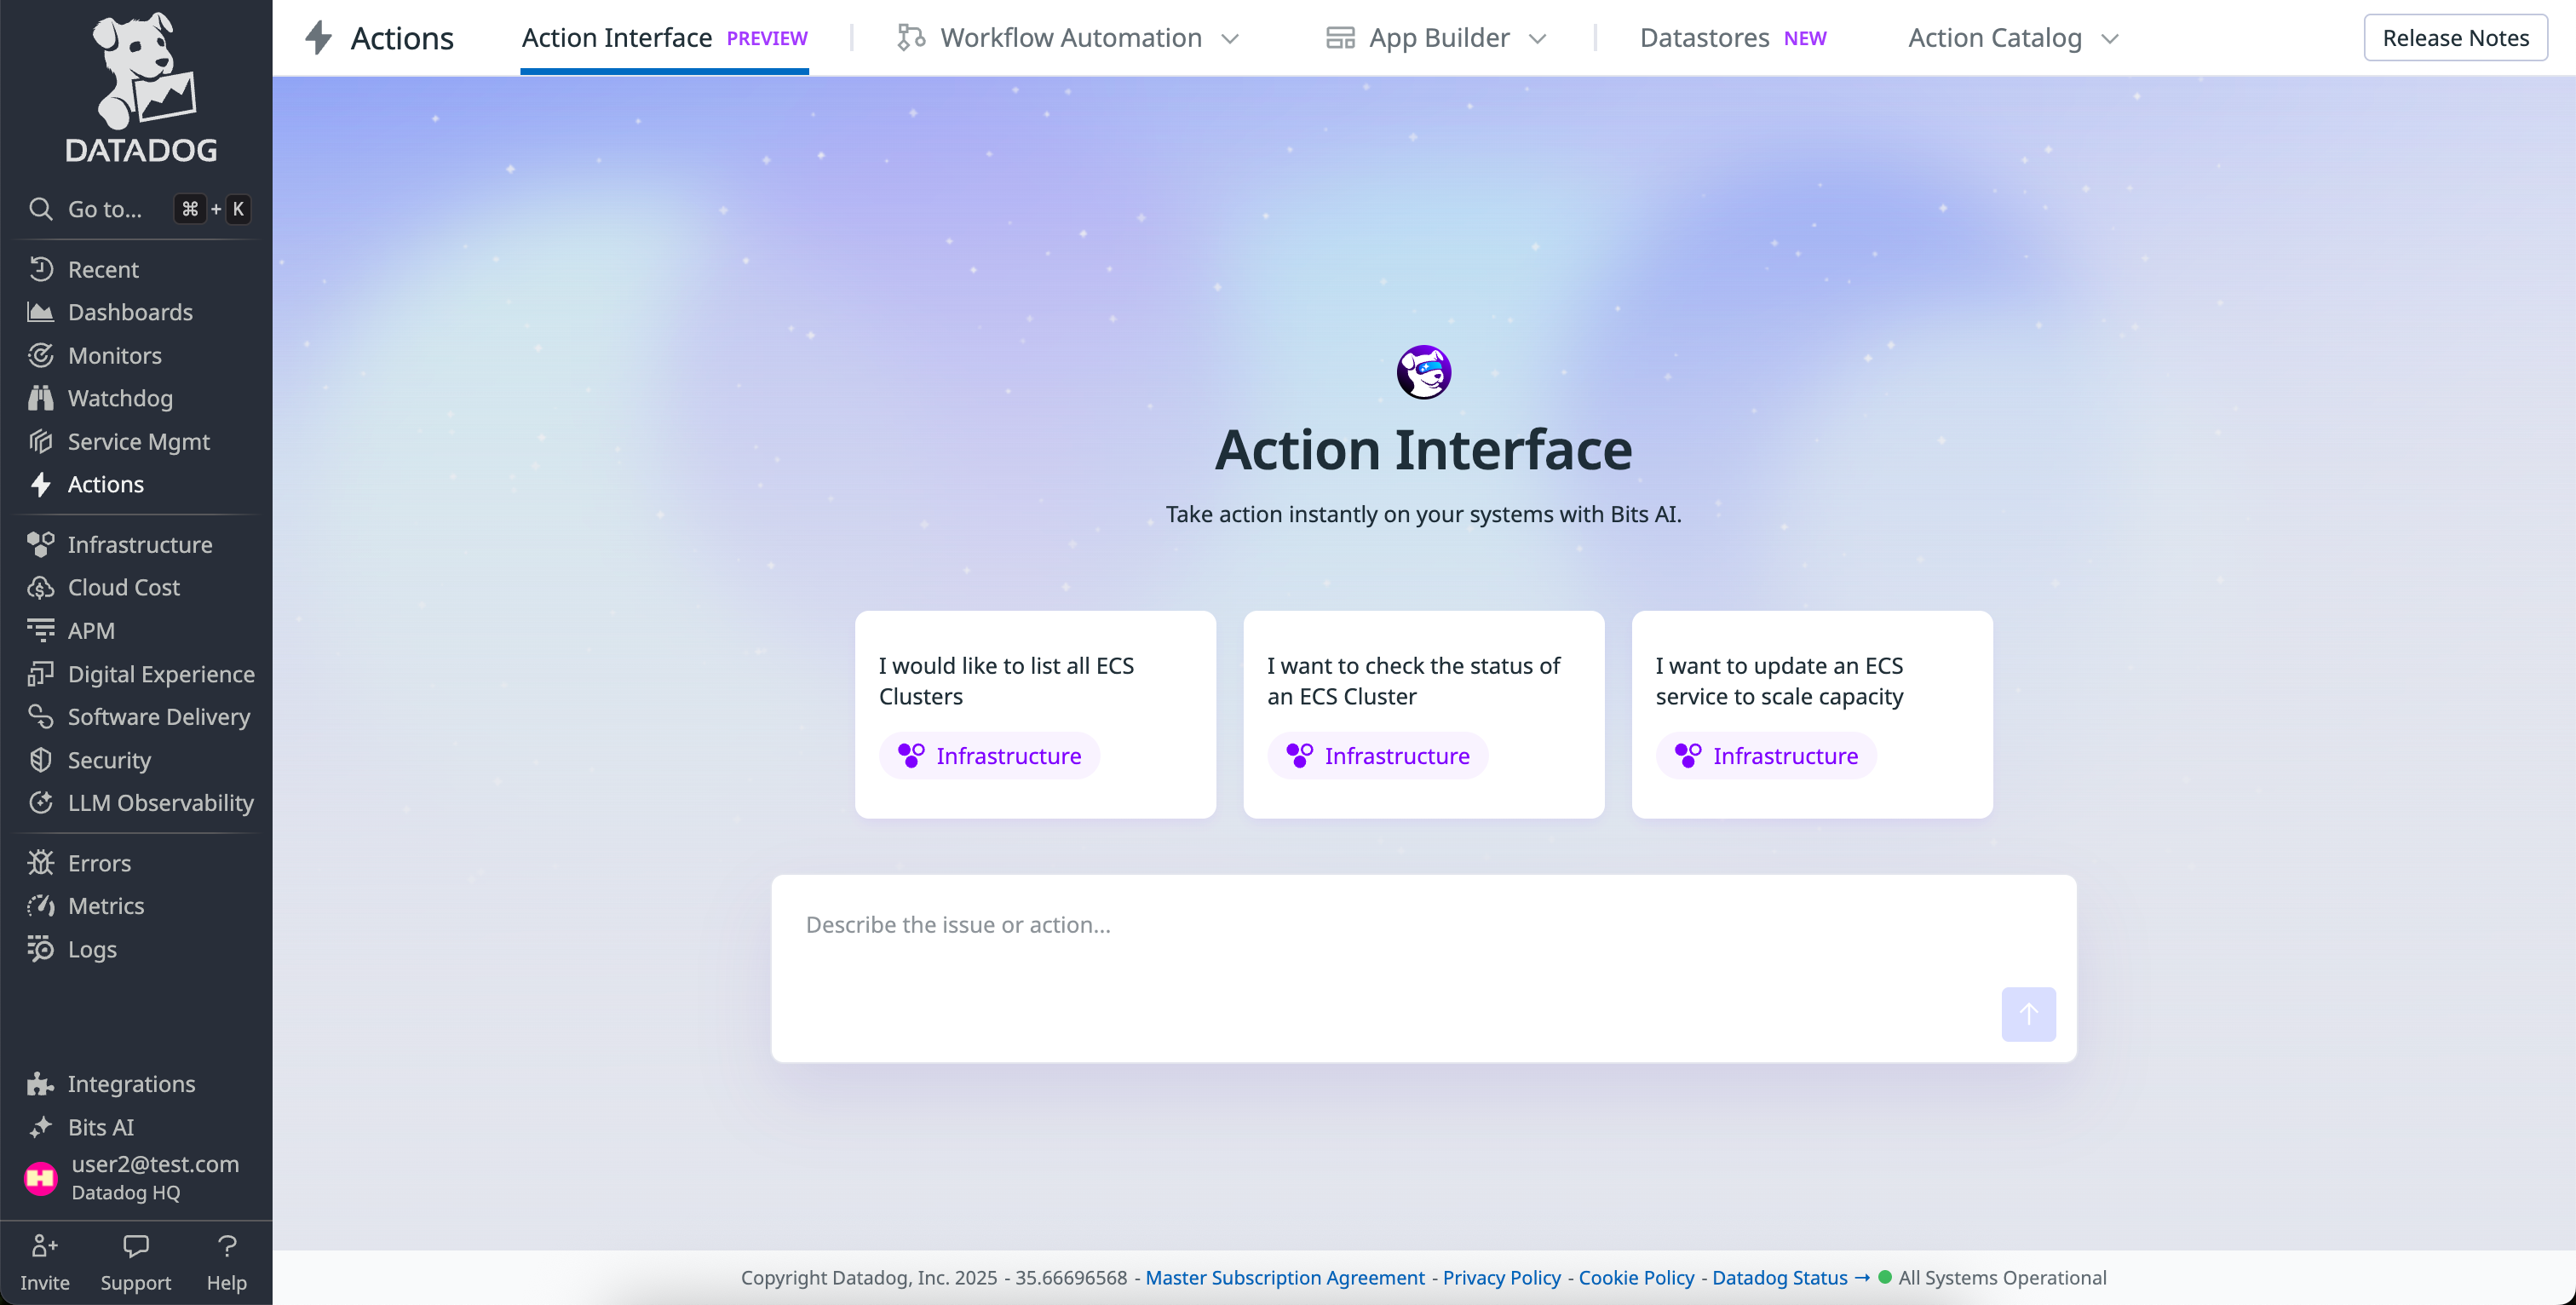 DATADOG
Go to...
⌘ + K
Recent
Dashboards
Monitors
Watchdog
Service Mgmt
Actions
Infrastructure
Cloud Cost
APM
Digital Experience
Software Delivery
Security
LLM Observability
Errors
Metrics
Logs
Integrations
Bits AI
user2@test.com
Datadog HQ
Invite
Support
Help
Actions
Action Interface PREVIEW
Workflow Automation
App Builder
Datastores NEW
Action Catalog
Release Notes
Action Interface
Take action instantly on your systems with Bits AI.
I would like to list all ECS
Clusters
Infrastructure
I want to check the status of
an ECS Cluster
Infrastructure
I want to update an ECS
service to scale capacity
Infrastructure
Describe the issue or action...
Copyright Datadog, Inc. 2025 - 35.66696568 - Master Subscription Agreement - Privacy Policy - Cookie Policy - Datadog Status → All Systems Operational